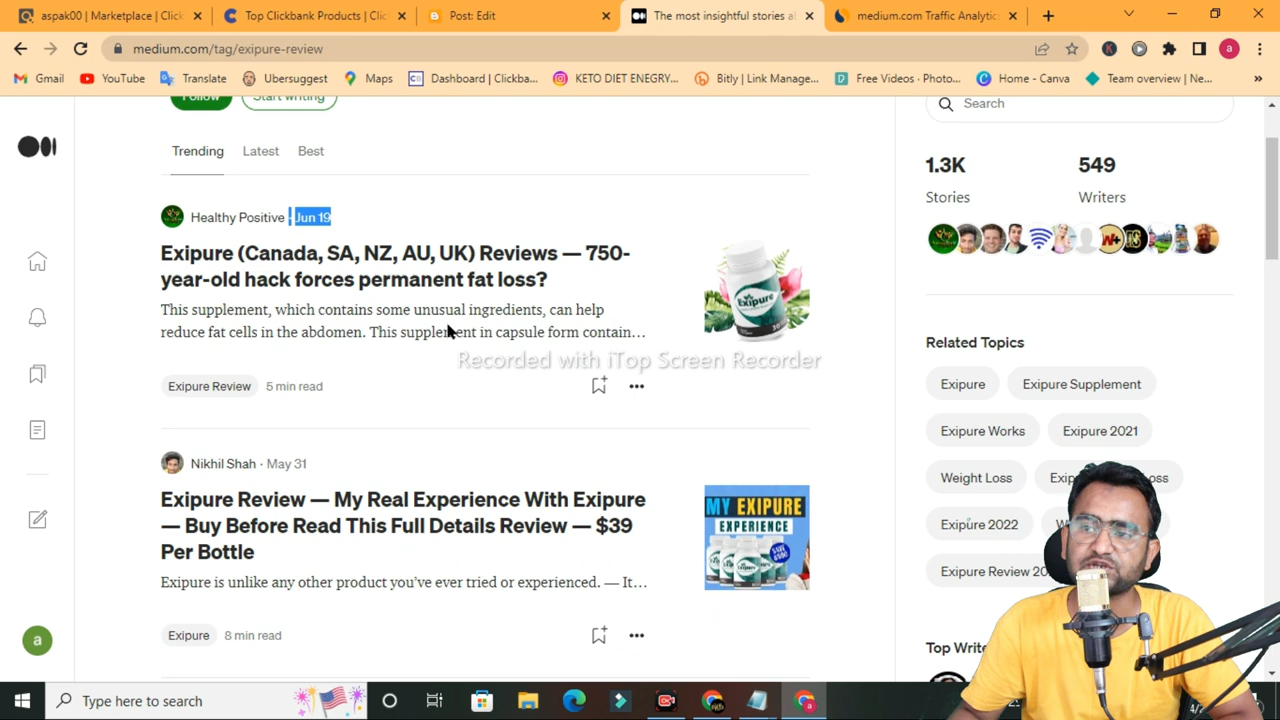 aspak00 | Marketplace | Click
Top Clickbank Products | Clic
Post: Edit
The most insightful stories a
medium.com Traffic Analytic
medium.com/tag/exipure-review
Gmail
YouTube
Translate
Ubersuggest
Maps
Dashboard | Clickba...
KETO DIET ENEGRY...
Bitly | Link Manage...
Free Videos · Photo...
Home - Canva
Team overview | Ne...
Follow
Start writing
Search
Trending Latest Best
1.3K 549
Stories Writers
Healthy Positive · Jun 19
Exipure (Canada, SA, NZ, AU, UK) Reviews — 750-
year-old hack forces permanent fat loss?
This supplement, which contains some unusual ingredients, can help
reduce fat cells in the abdomen. This supplement in capsule form contain...
Exipure
Recorded with iTop Screen Recorder
Exipure Review 5 min read
Related Topics
Exipure Exipure Supplement
Exipure Works Exipure 2021
Weight Loss
Exipure 2022
Exipure Review
Nikhil Shah · May 31
Exipure Review — My Real Experience With Exipure
— Buy Before Read This Full Details Review — $39
Per Bottle
Exipure is unlike any other product you’ve ever tried or experienced. — It...
MY EXIPURE
EXPERIENCE
Exipure 8 min read
Top
a
Type here to search